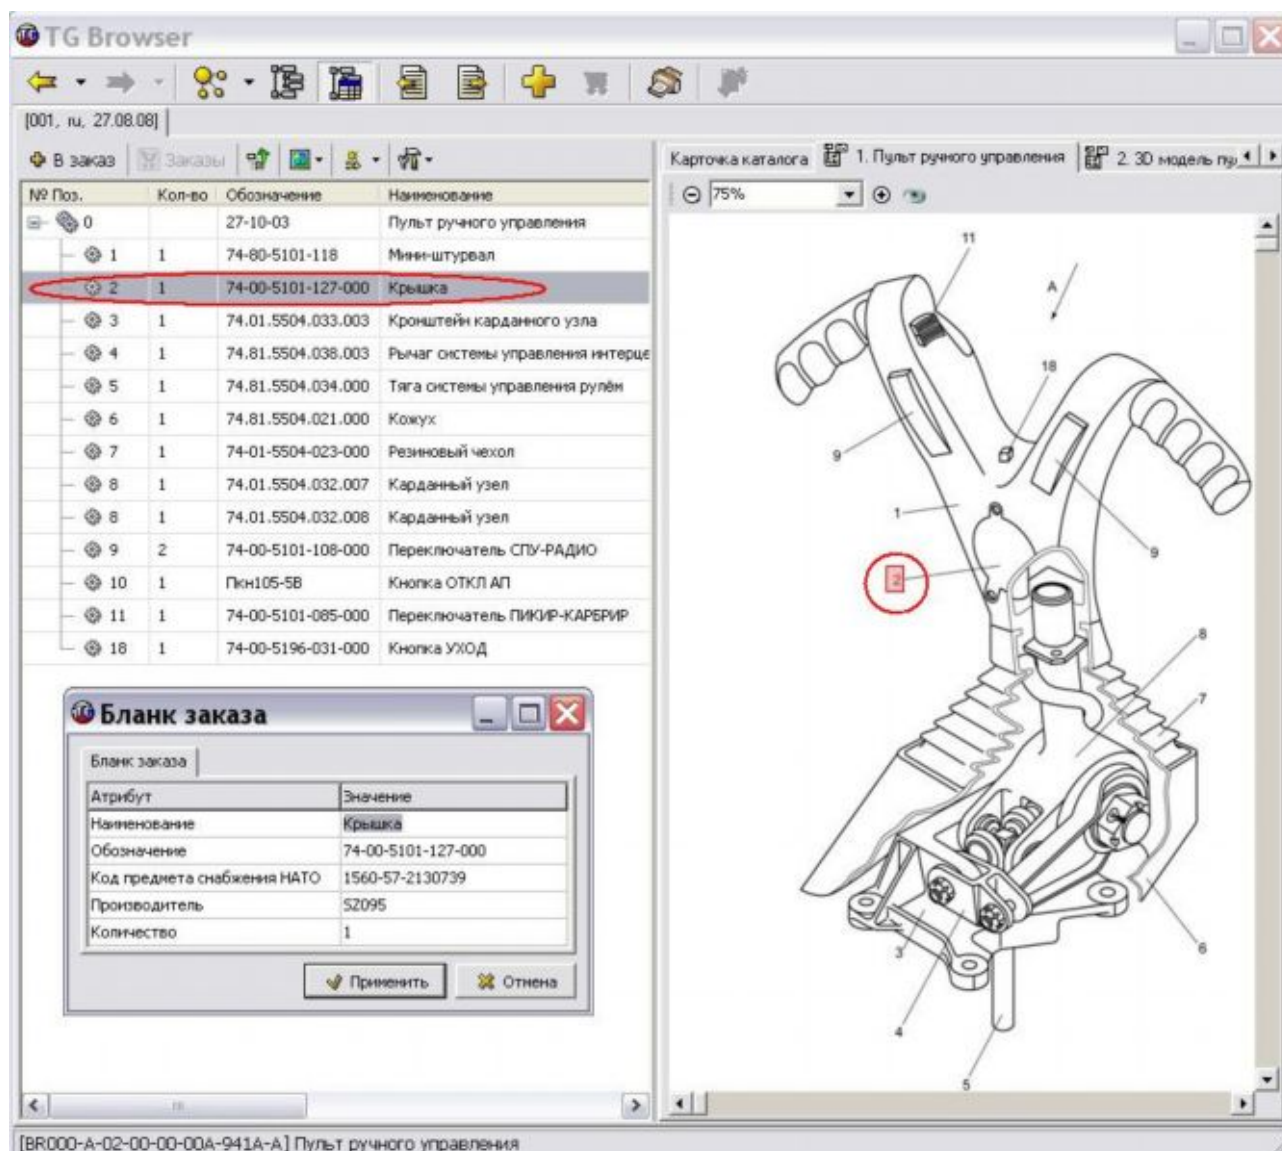 TG Browser
[001, ru, 27.08.08]
В заказ Заказы
№ Поз. Кол-во Обозначение Наименование
0 27-10-03 Пульт ручного управления
1 1 74-80-5101-118 Мини-штурвал
2 1 74-00-5101-127-000 Крышка
3 1 74.01.5504.033.003 Кронштейн карданного узла
4 1 74.81.5504.038.003 Рычаг системы управления интерце
5 1 74.81.5504.034.000 Тяга системы управления рулём
6 1 74.81.5504.021.000 Кожух
7 1 74-01-5504-023-000 Резиновый чехол
8 1 74.01.5504.032.007 Карданный узел
8 1 74.01.5504.032.008 Карданный узел
9 2 74-00-5101-108-000 Переключатель СПУ-РАДИО
10 1 Пкн105-5В Кнопка ОТКЛ АП
11 1 74-00-5101-085-000 Переключатель ПИКИР-КАБРИР
18 1 74-00-5196-031-000 Кнопка УХОД
Бланк заказа
Бланк заказа
Атрибут Значение
Наименование Крышка
Обозначение 74-00-5101-127-000
Код предмета снабжения НАТО 1560-57-2130739
Производитель SZ095
Количество 1
Применить Отмена
Карточка каталога 1. Пульт ручного управления 2. 3D модель пу
75%
11
A
18
9
1
9
2
8
7
3
6
4
5
[BR000-A-02-00-00-00A-941A-A] Пульт ручного управления